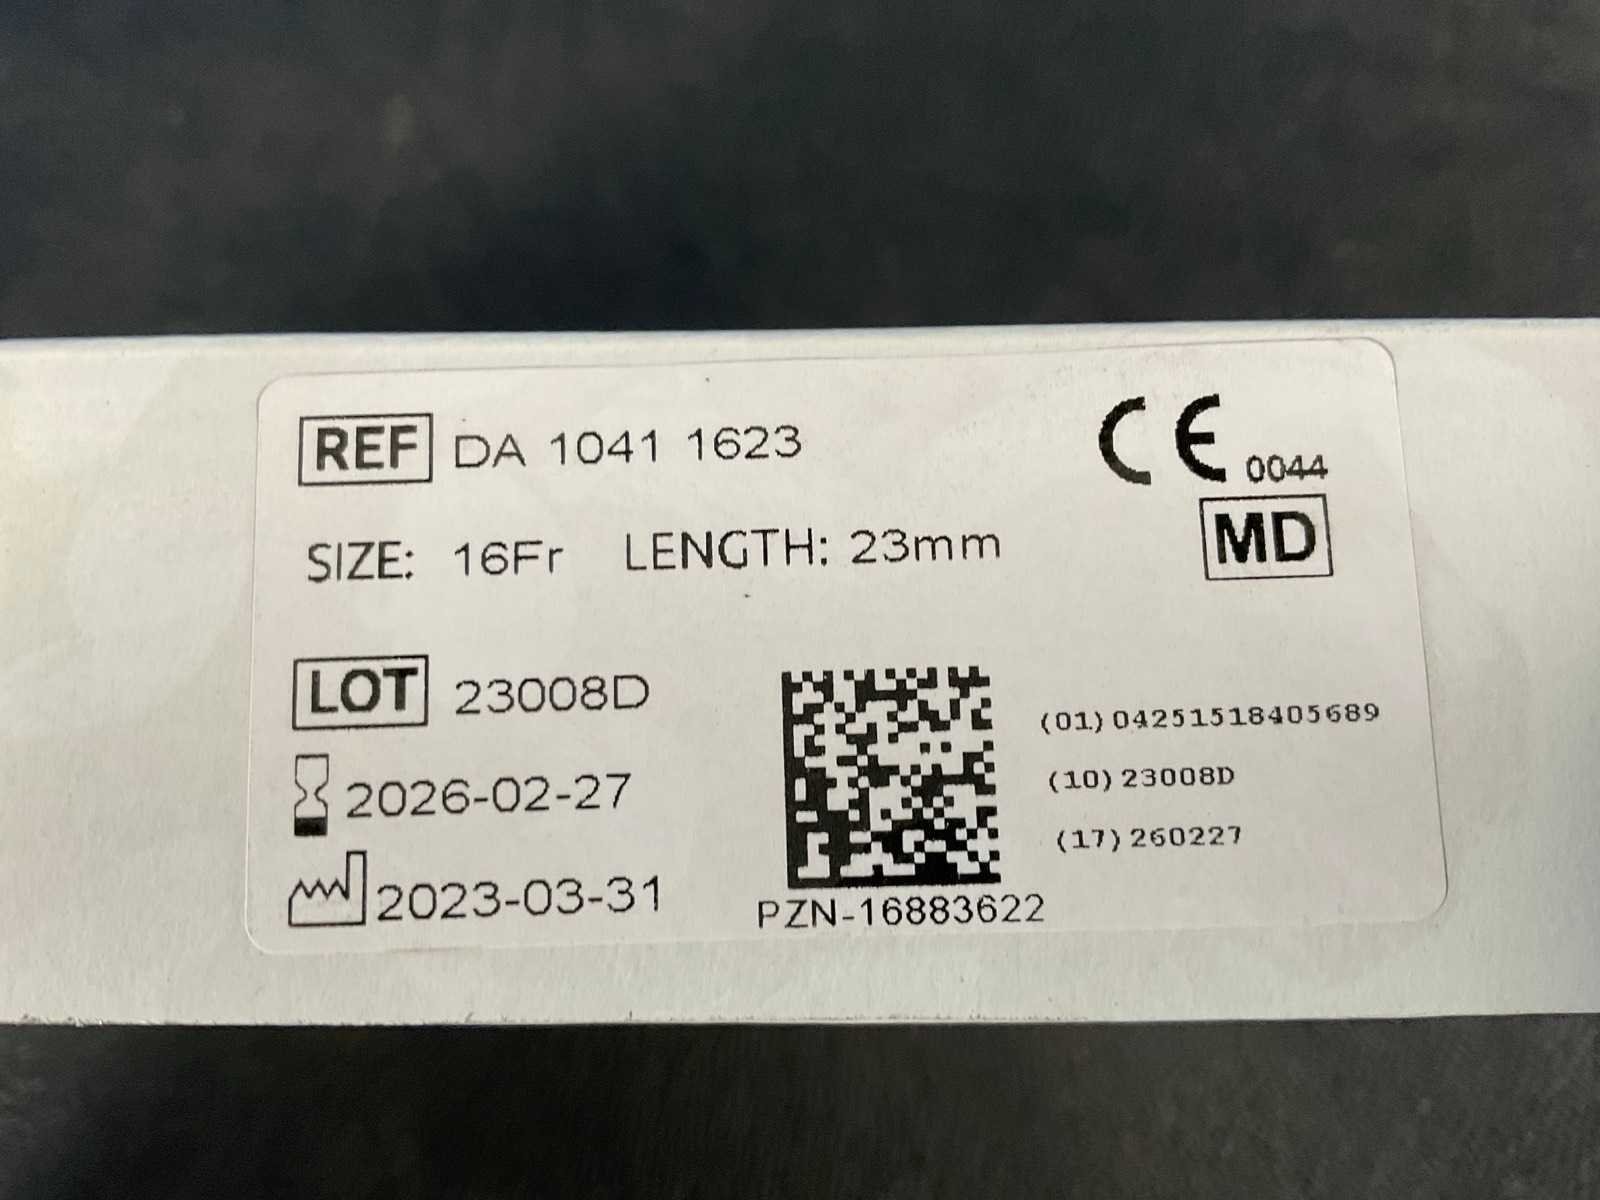 REF DA 1041 1623
CE 0044
SIZE: 16Fr LENGTH: 23mm
MD
LOT 23008D
2026-02-27
2023-03-31
(01)04251518405689
(10)23008D
(17)260227
PZN-16883622